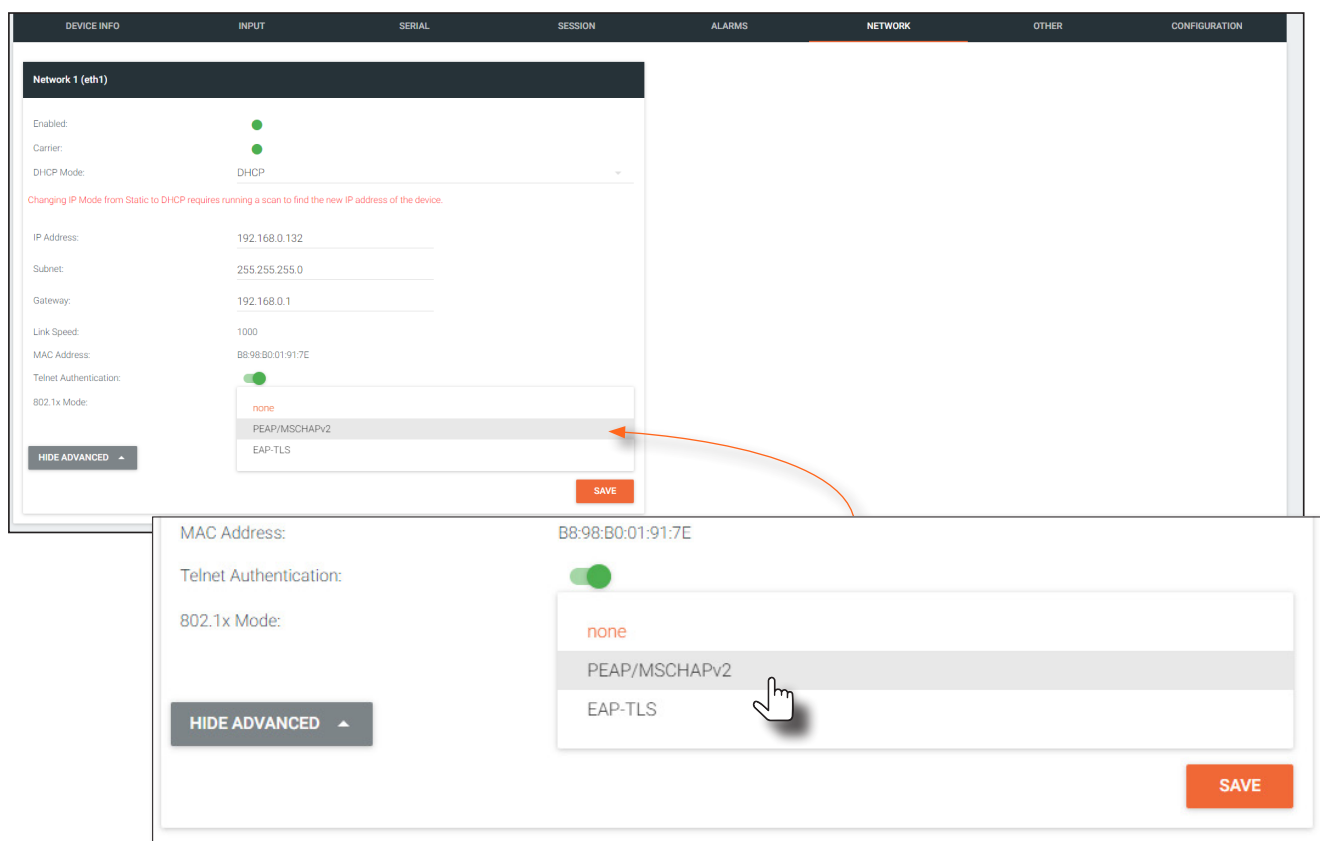 DEVICE INFO INPUT SERIAL SESSION ALARMS NETWORK OTHER CONFIGURATION
Network 1 (eth1)
Enabled:
Carrier:
DHCP Mode: DHCP
Changing IP Mode from Static to DHCP requires running a scan to find the new IP address of the device.
IP Address: 192.168.0.132
Subnet: 255.255.255.0
Gateway: 192.168.0.1
Link Speed: 1000
MAC Address: B8:98:B0:01:91:7E
Telnet Authentication:
802.1x Mode:
none
PEAP/MSCHAPv2
EAP-TLS
HIDE ADVANCED
SAVE
MAC Address: B8:98:B0:01:91:7E
Telnet Authentication:
802.1x Mode:
none
PEAP/MSCHAPv2
EAP-TLS
HIDE ADVANCED
SAVE